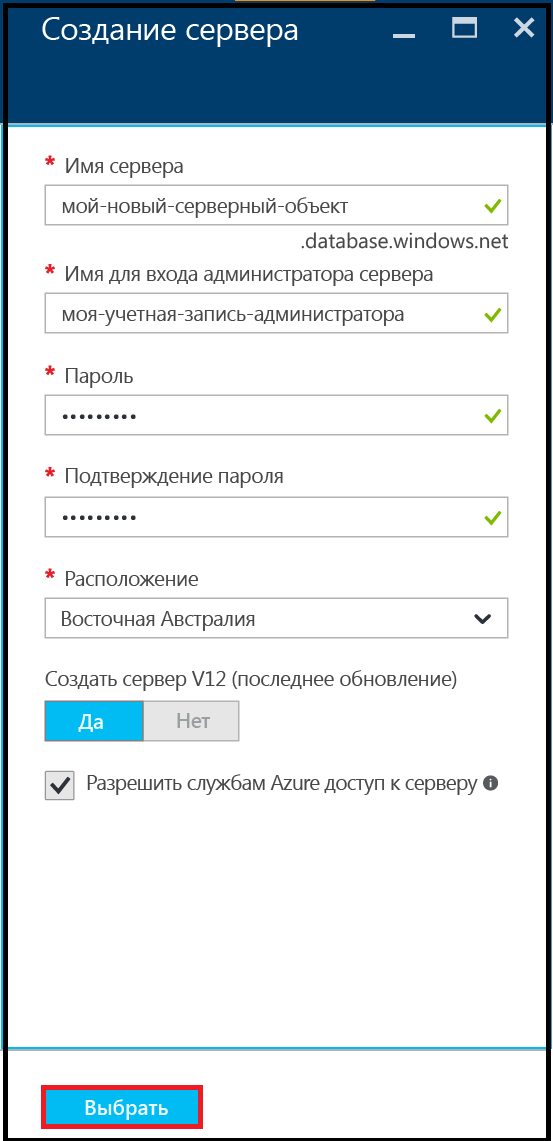 Создание сервера
* Имя сервера
мой-новый-серверный-объект
.database.windows.net
* Имя для входа администратора сервера
моя-учетная-запись-администратора
* Пароль
•••••••••
* Подтверждение пароля
•••••••••
* Расположение
Восточная Австралия
Создать сервер V12 (последнее обновление)
Да Нет
Разрешить службам Azure доступ к серверу
Выбрать